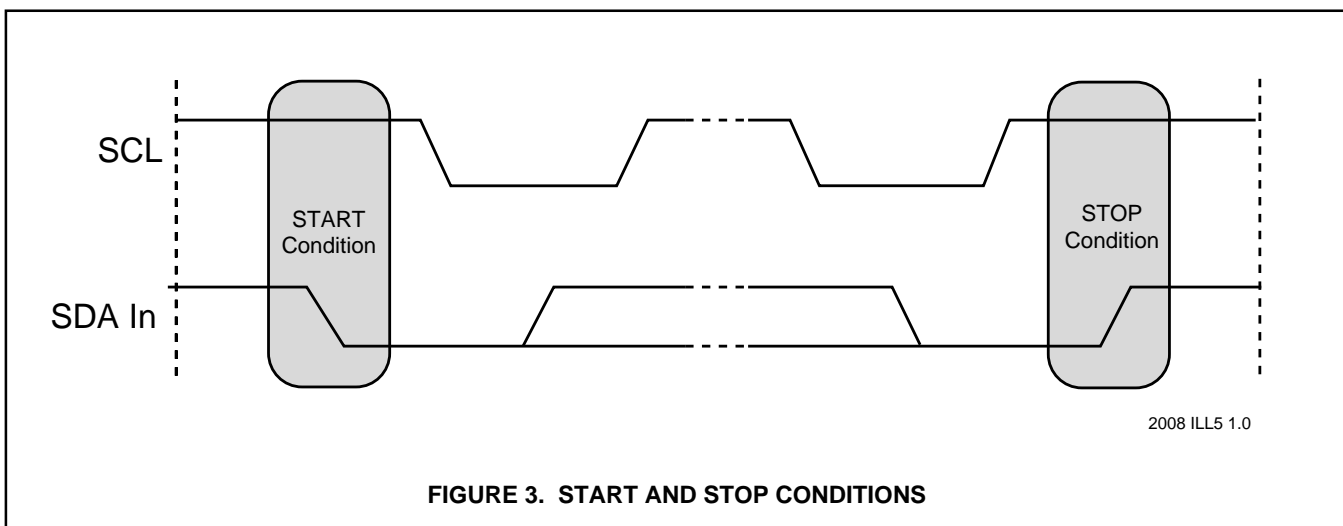 SCL
START
Condition
STOP
Condition
SDA In
2008 ILL5 1.0
FIGURE 3. START AND STOP CONDITIONS